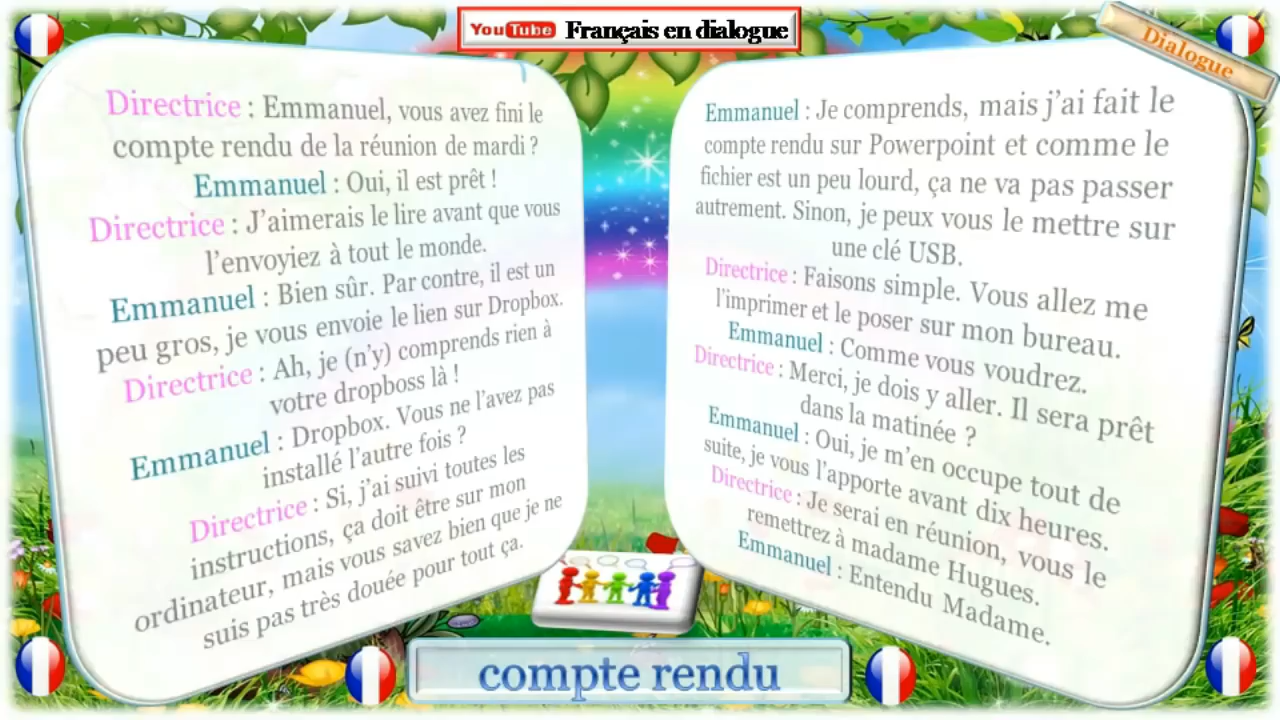 YouTube Français en dialogue
Dialogue
Directrice : Emmanuel, vous avez fini le
compte rendu de la réunion de mardi ?
Emmanuel : Oui, il est prêt !
Directrice : J'aimerais le lire avant que vous
l'envoyiez à tout le monde.
Emmanuel : Bien sûr. Par contre, il est un
peu gros, je vous envoie le lien sur Dropbox.
Directrice : Ah, je (n'y) comprends rien à
votre dropboss là !
Emmanuel : Dropbox. Vous ne l'avez pas
installé l'autre fois ?
Directrice : Si, j'ai suivi toutes les
instructions, ça doit être sur mon
ordinateur, mais vous savez bien que je ne
suis pas très douée pour tout ça.
Emmanuel : Je comprends, mais j'ai fait le
compte rendu sur Powerpoint et comme le
fichier est un peu lourd, ça ne va pas passer
autrement. Sinon, je peux vous le mettre sur
une clé USB.
Directrice : Faisons simple. Vous allez me
l'imprimer et le poser sur mon bureau.
Emmanuel : Comme vous voudrez.
Directrice : Merci, je dois y aller. Il sera prêt
dans la matinée ?
Emmanuel : Oui, je m'en occupe tout de
suite, je vous l'apporte avant dix heures.
Directrice : Je serai en réunion, vous le
remettrez à madame Hugues.
Emmanuel : Entendu Madame.
compte rendu